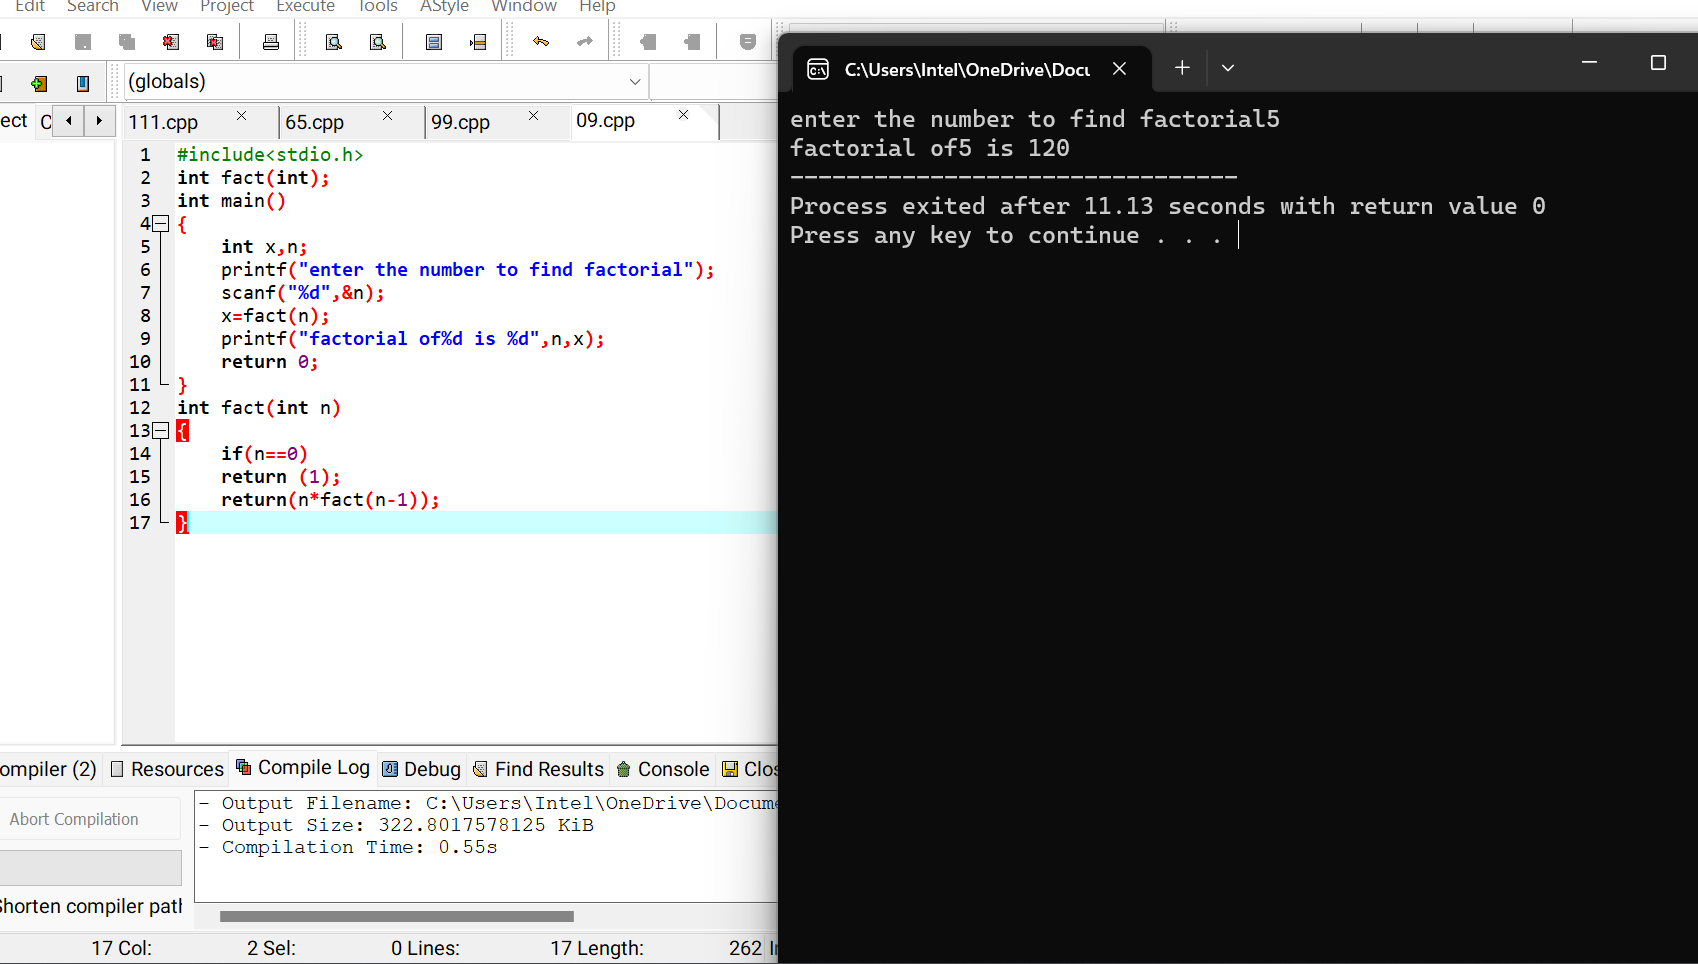 Edit Search View Project Execute Tools AStyle Window Help
(globals)
ect C 111.cpp 65.cpp 99.cpp 09.cpp
1 #include<stdio.h>
2 int fact(int);
3 int main()
4 {
5 int x,n;
6 printf("enter the number to find factorial");
7 scanf("%d",&n);
8 x=fact(n);
9 printf("factorial of%d is %d",n,x);
10 return 0;
11 }
12 int fact(int n)
13 {
14 if(n==0)
15 return (1);
16 return(n*fact(n-1));
17 }
ompiler (2) Resources Compile Log Debug Find Results Console Clos
Abort Compilation
Shorten compiler path
- Output Filename: C:\Users\Intel\OneDrive\Docume
- Output Size: 322.8017578125 KiB
- Compilation Time: 0.55s
17 Col: 2 Sel: 0 Lines: 17 Length: 262 I
C:\Users\Intel\OneDrive\Docu
enter the number to find factorial5
factorial of5 is 120
--------------------------------
Process exited after 11.13 seconds with return value 0
Press any key to continue . . .